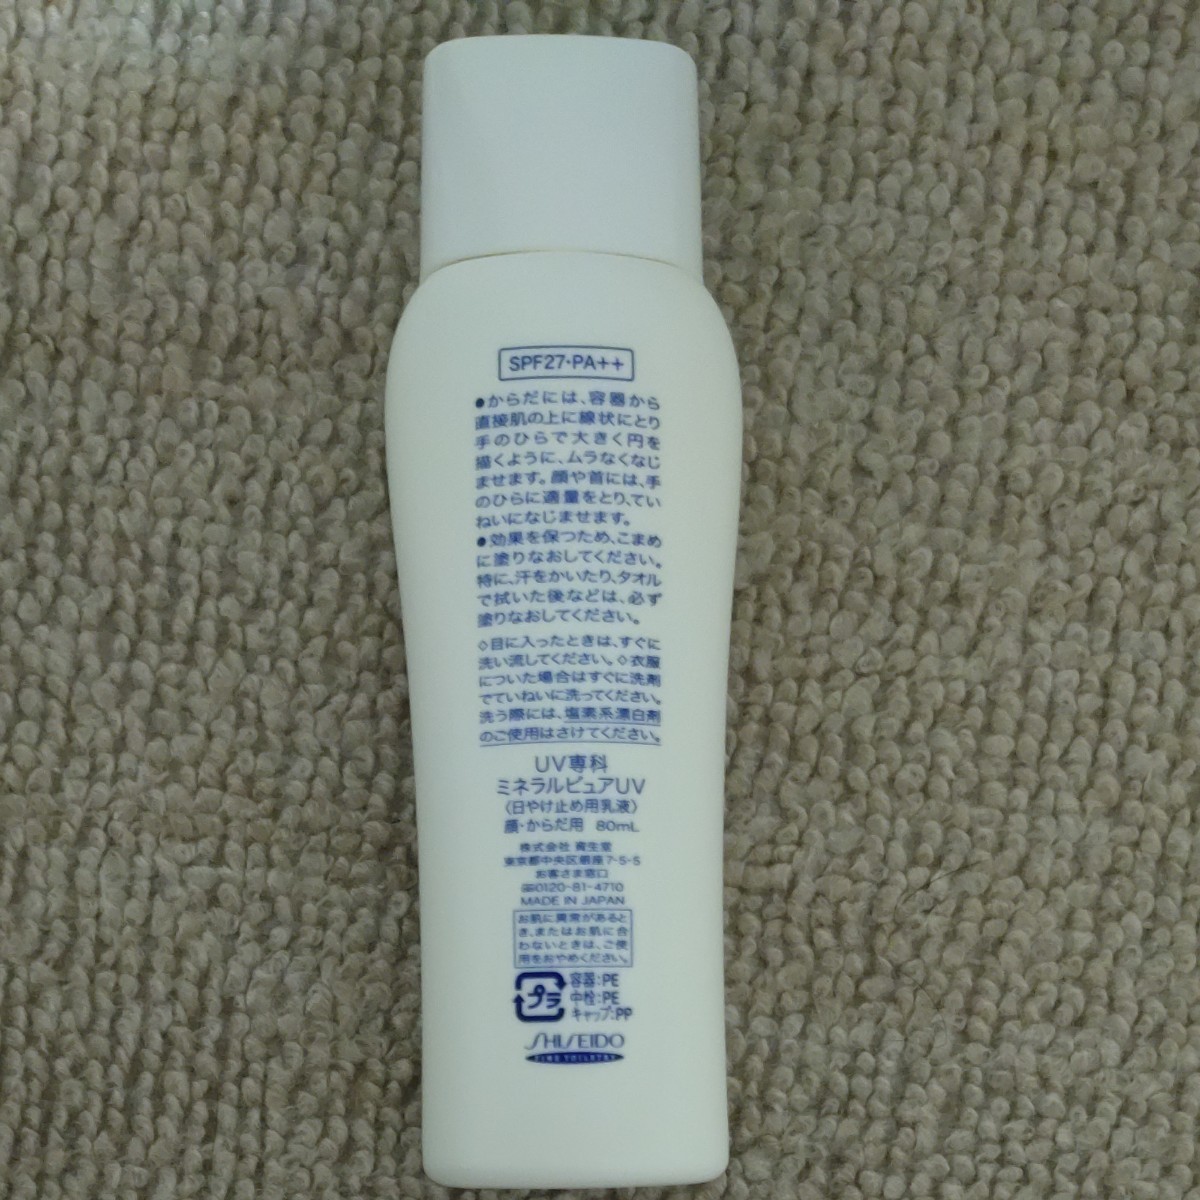 SPF27・PA++
●からだには、容器から
直接肌の上に線状にとり
手のひらで大きく円を
描くように、ムラなくなじ
ませます。顔や首には、手
のひらに適量をとり、てい
ねいになじませます。
●効果を保つため、こまめ
に塗りなおしてください。
特に、汗をかいたり、タオル
で拭いた後などは、必ず
塗りなおしてください。
◇目に入ったときは、すぐに
洗い流してください。◇衣服
についた場合はすぐに洗剤
でていねいに洗ってください。
洗う際には、塩素系漂白剤
のご使用はさけてください。
UV専科
ミネラルピュアUV
〈日やけ止め用乳液〉
顔・からだ用 80mL
株式会社 資生堂
東京都中央区銀座7-5-5
お客さま窓口
0120-81-4710
MADE IN JAPAN
お肌に異常があると
き、またはお肌に合
わないときは、ご使
用をおやめください。
プラ
容器:PE
中栓:PE
キャップ:PP
SHISEIDO
FINE TOILETRY